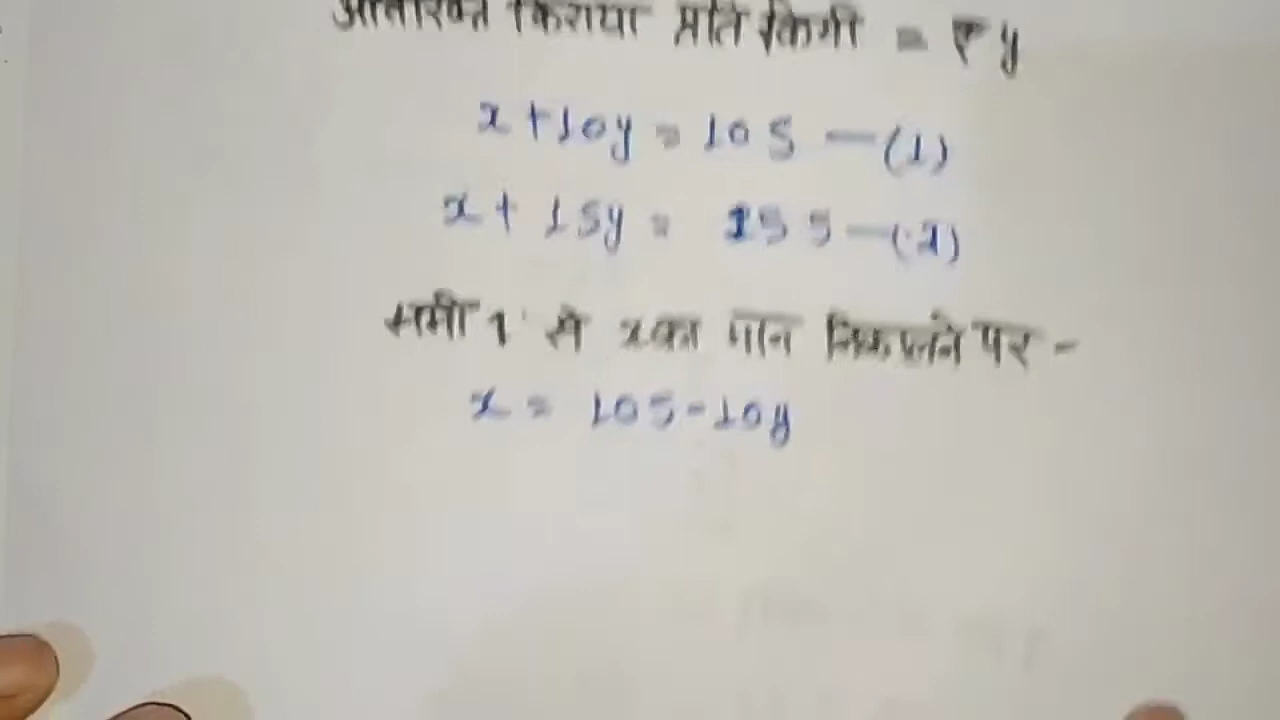 अतिरिक्त किराया प्रति किमी = ₹ y
x + 10y = 105 —(1)
x + 15y = 155 —(2)
समी 1 से x का मान निकालने पर -
x = 105 - 10y